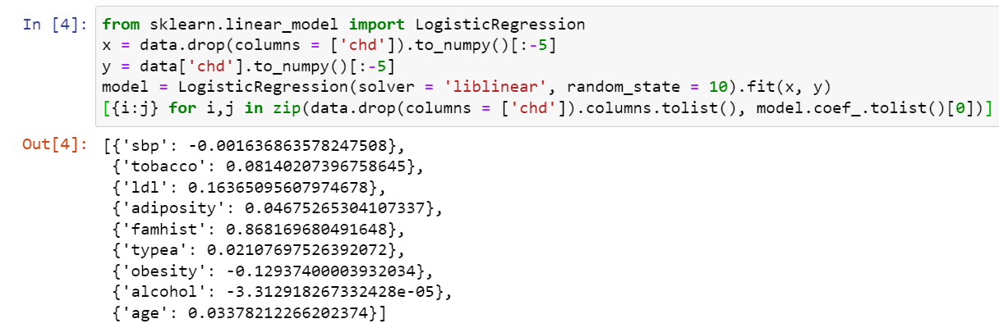 In [4]: from sklearn.linear_model import LogisticRegression
x = data.drop(columns = ['chd']).to_numpy()[:-5]
y = data['chd'].to_numpy()[:-5]
model = LogisticRegression(solver = 'liblinear', random_state = 10).fit(x, y)
[{i:j} for i,j in zip(data.drop(columns = ['chd']).columns.tolist(), model.coef_.tolist()[0])]
Out[4]: [{'sbp': -0.001636863578247508},
{'tobacco': 0.08140207396758645},
{'ldl': 0.16365095607974678},
{'adiposity': 0.04675265304107337},
{'famhist': 0.868169680491648},
{'typea': 0.02107697526392072},
{'obesity': -0.12937400003932034},
{'alcohol': -3.312918267332428e-05},
{'age': 0.03378212266202374}]